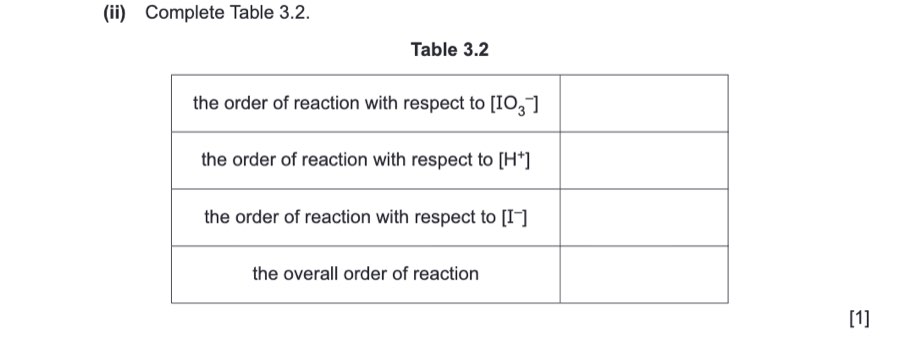 (ii) Complete Table 3.2.
Table 3.2
the order of reaction with respect to [IO₃⁻]
the order of reaction with respect to [H⁺]
the order of reaction with respect to [I⁻]
the overall order of reaction
[1]